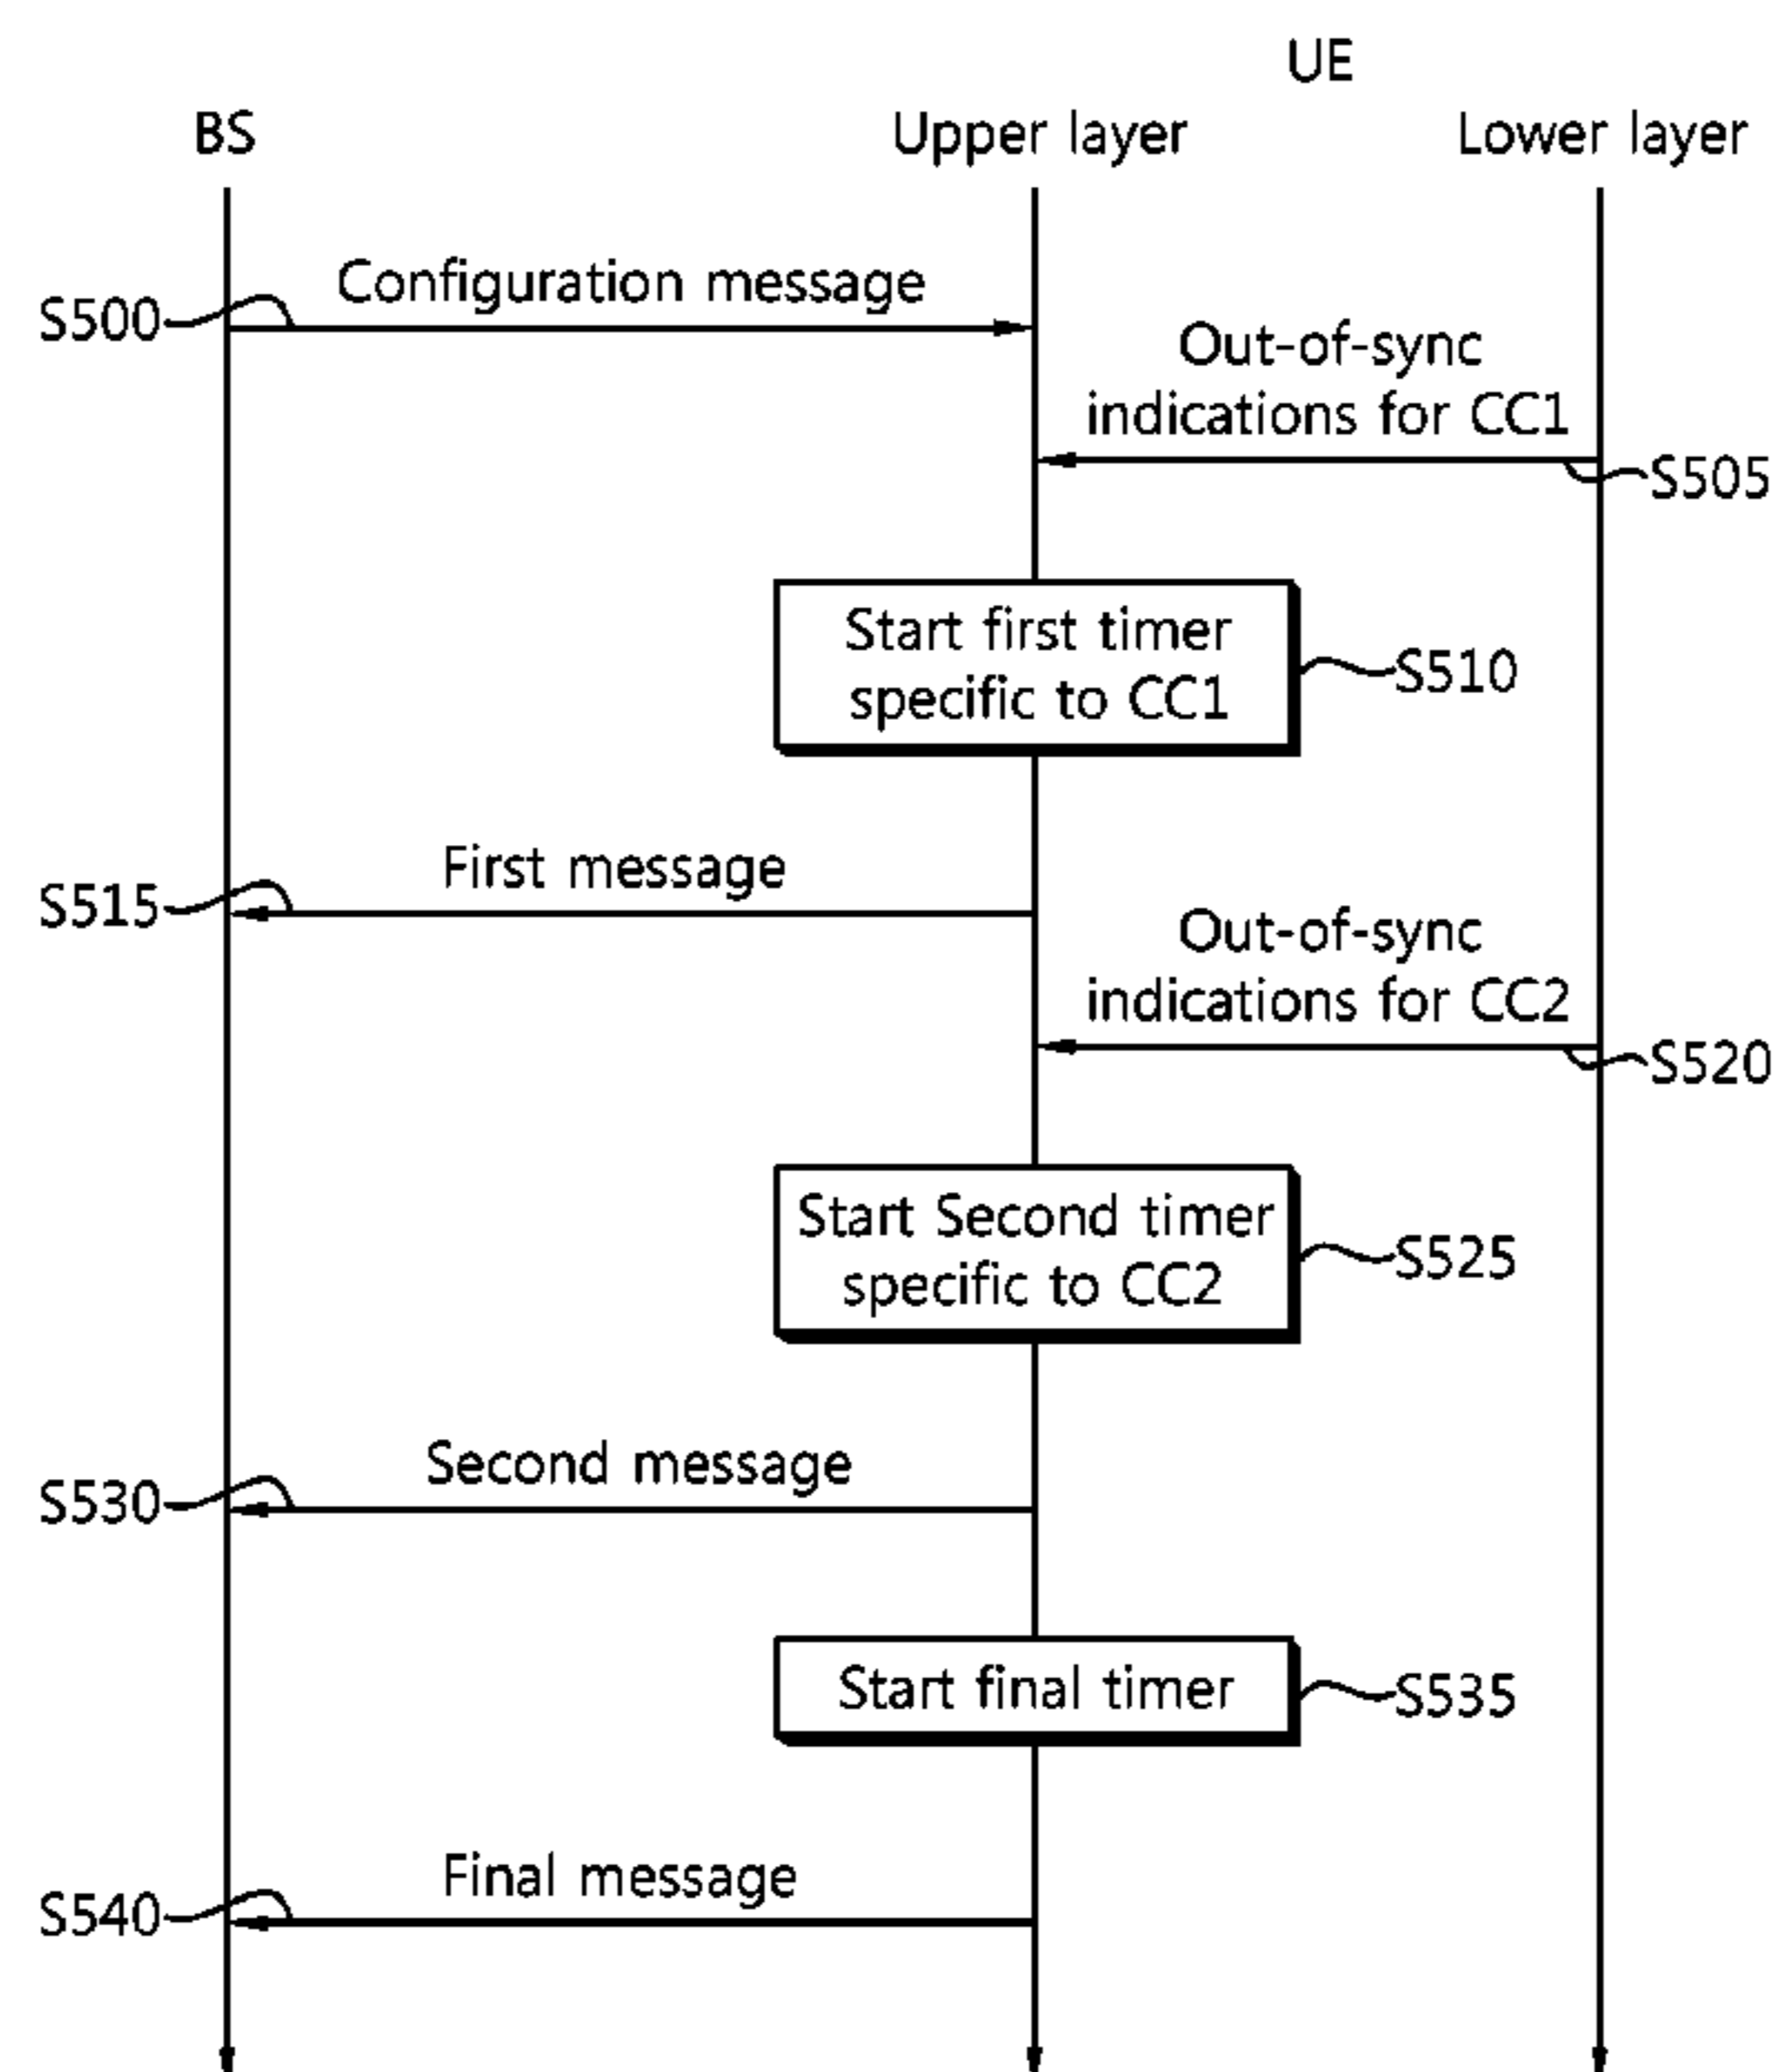 UE
BS
Upper layer
Lower layer
Configuration message
S500
Out-of-sync
indications for CC1
S505
Start first timer
specific to CC1
S510
First message
S515
Out-of-sync
indications for CC2
S520
Start Second timer
specific to CC2
S525
Second message
S530
Start final timer
S535
Final message
S540